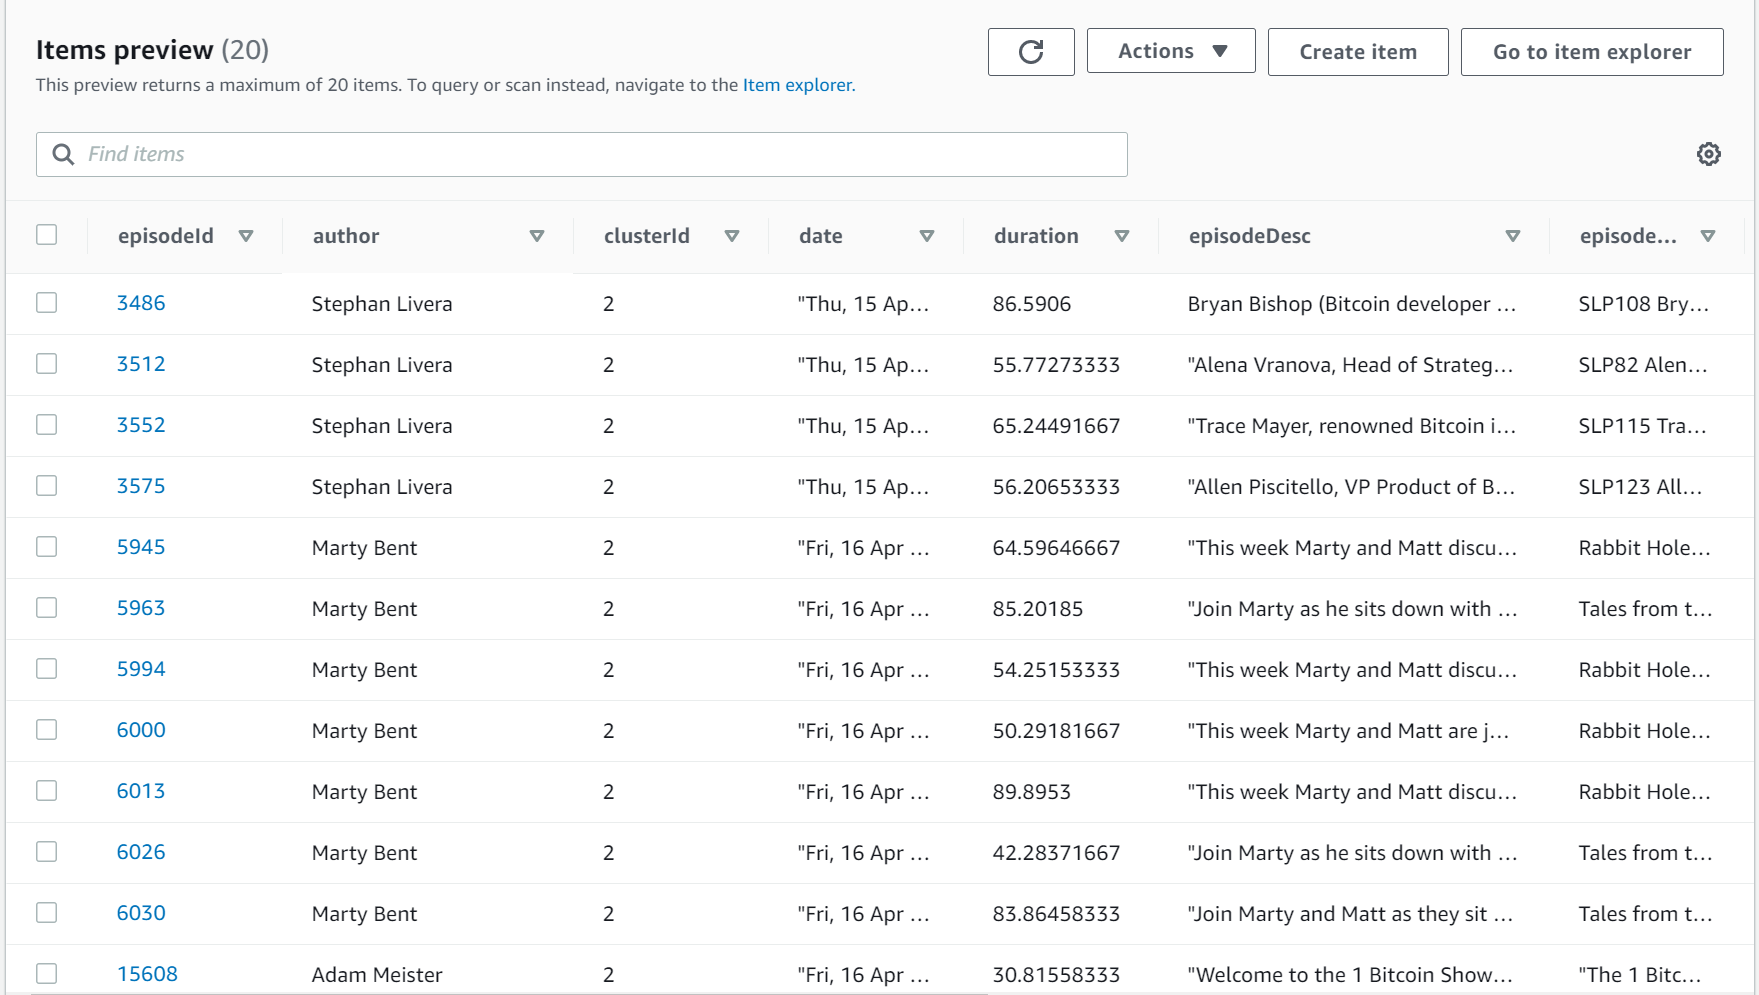 Items preview (20)
Actions
Create item
Go to item explorer
This preview returns a maximum of 20 items. To query or scan instead, navigate to the Item explorer.
Find items
episodeId author clusterId date duration episodeDesc episode...
3486 Stephan Livera 2 "Thu, 15 Ap... 86.5906 Bryan Bishop (Bitcoin developer ... SLP108 Bry...
3512 Stephan Livera 2 "Thu, 15 Ap... 55.77273333 "Alena Vranova, Head of Strateg... SLP82 Alen...
3552 Stephan Livera 2 "Thu, 15 Ap... 65.24491667 "Trace Mayer, renowned Bitcoin i... SLP115 Tra...
3575 Stephan Livera 2 "Thu, 15 Ap... 56.20653333 "Allen Piscitello, VP Product of B... SLP123 All...
5945 Marty Bent 2 "Fri, 16 Apr ... 64.59646667 "This week Marty and Matt discu... Rabbit Hole...
5963 Marty Bent 2 "Fri, 16 Apr ... 85.20185 "Join Marty as he sits down with ... Tales from t...
5994 Marty Bent 2 "Fri, 16 Apr ... 54.25153333 "This week Marty and Matt discu... Rabbit Hole...
6000 Marty Bent 2 "Fri, 16 Apr ... 50.29181667 "This week Marty and Matt are j... Rabbit Hole...
6013 Marty Bent 2 "Fri, 16 Apr ... 89.8953 "This week Marty and Matt discu... Rabbit Hole...
6026 Marty Bent 2 "Fri, 16 Apr ... 42.28371667 "Join Marty as he sits down with ... Tales from t...
6030 Marty Bent 2 "Fri, 16 Apr ... 83.86458333 "Join Marty and Matt as they sit ... Tales from t...
15608 Adam Meister 2 "Fri, 16 Apr ... 30.81558333 "Welcome to the 1 Bitcoin Show... "The 1 Bitc...